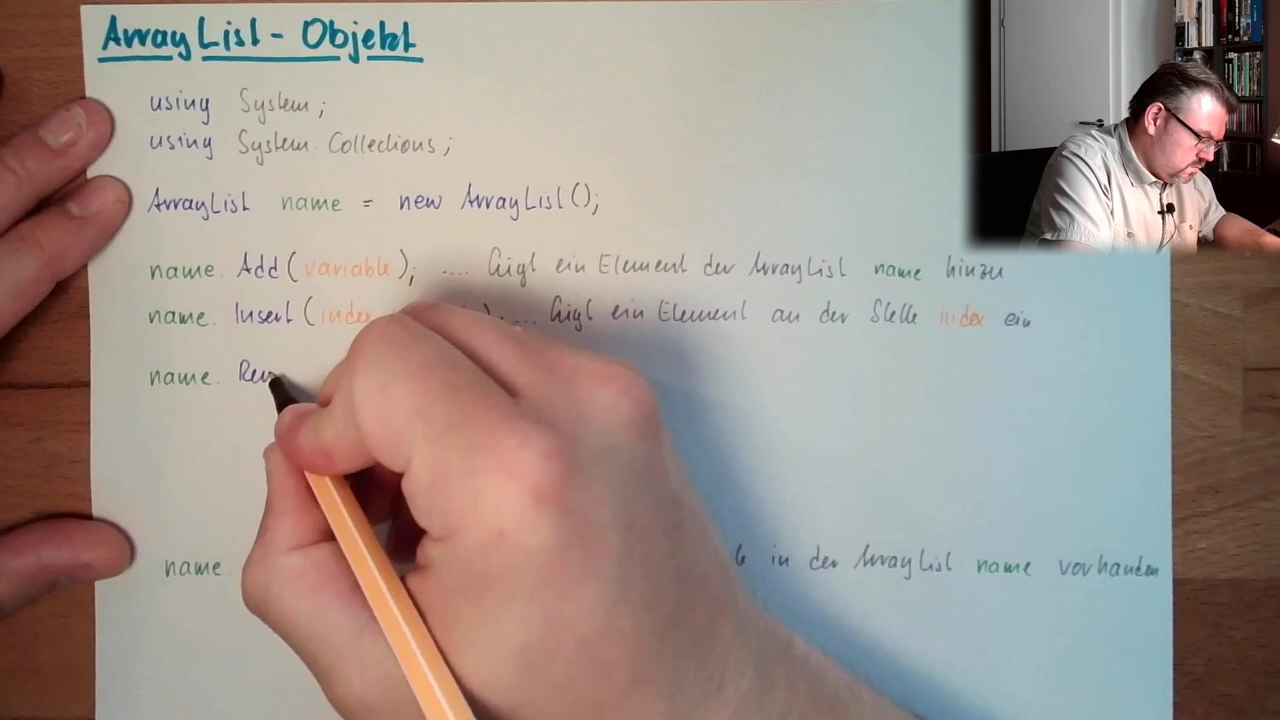 ArrayList - Objekt
using System;
using System.Collections;
ArrayList name = new ArrayList();
name. Add (variable); .... fügt ein Element der ArrayList name hinzu
name. Insert (index ); ... fügt ein Element an der Stelle index ein
name. Rem
name in der ArrayList name vorhanden